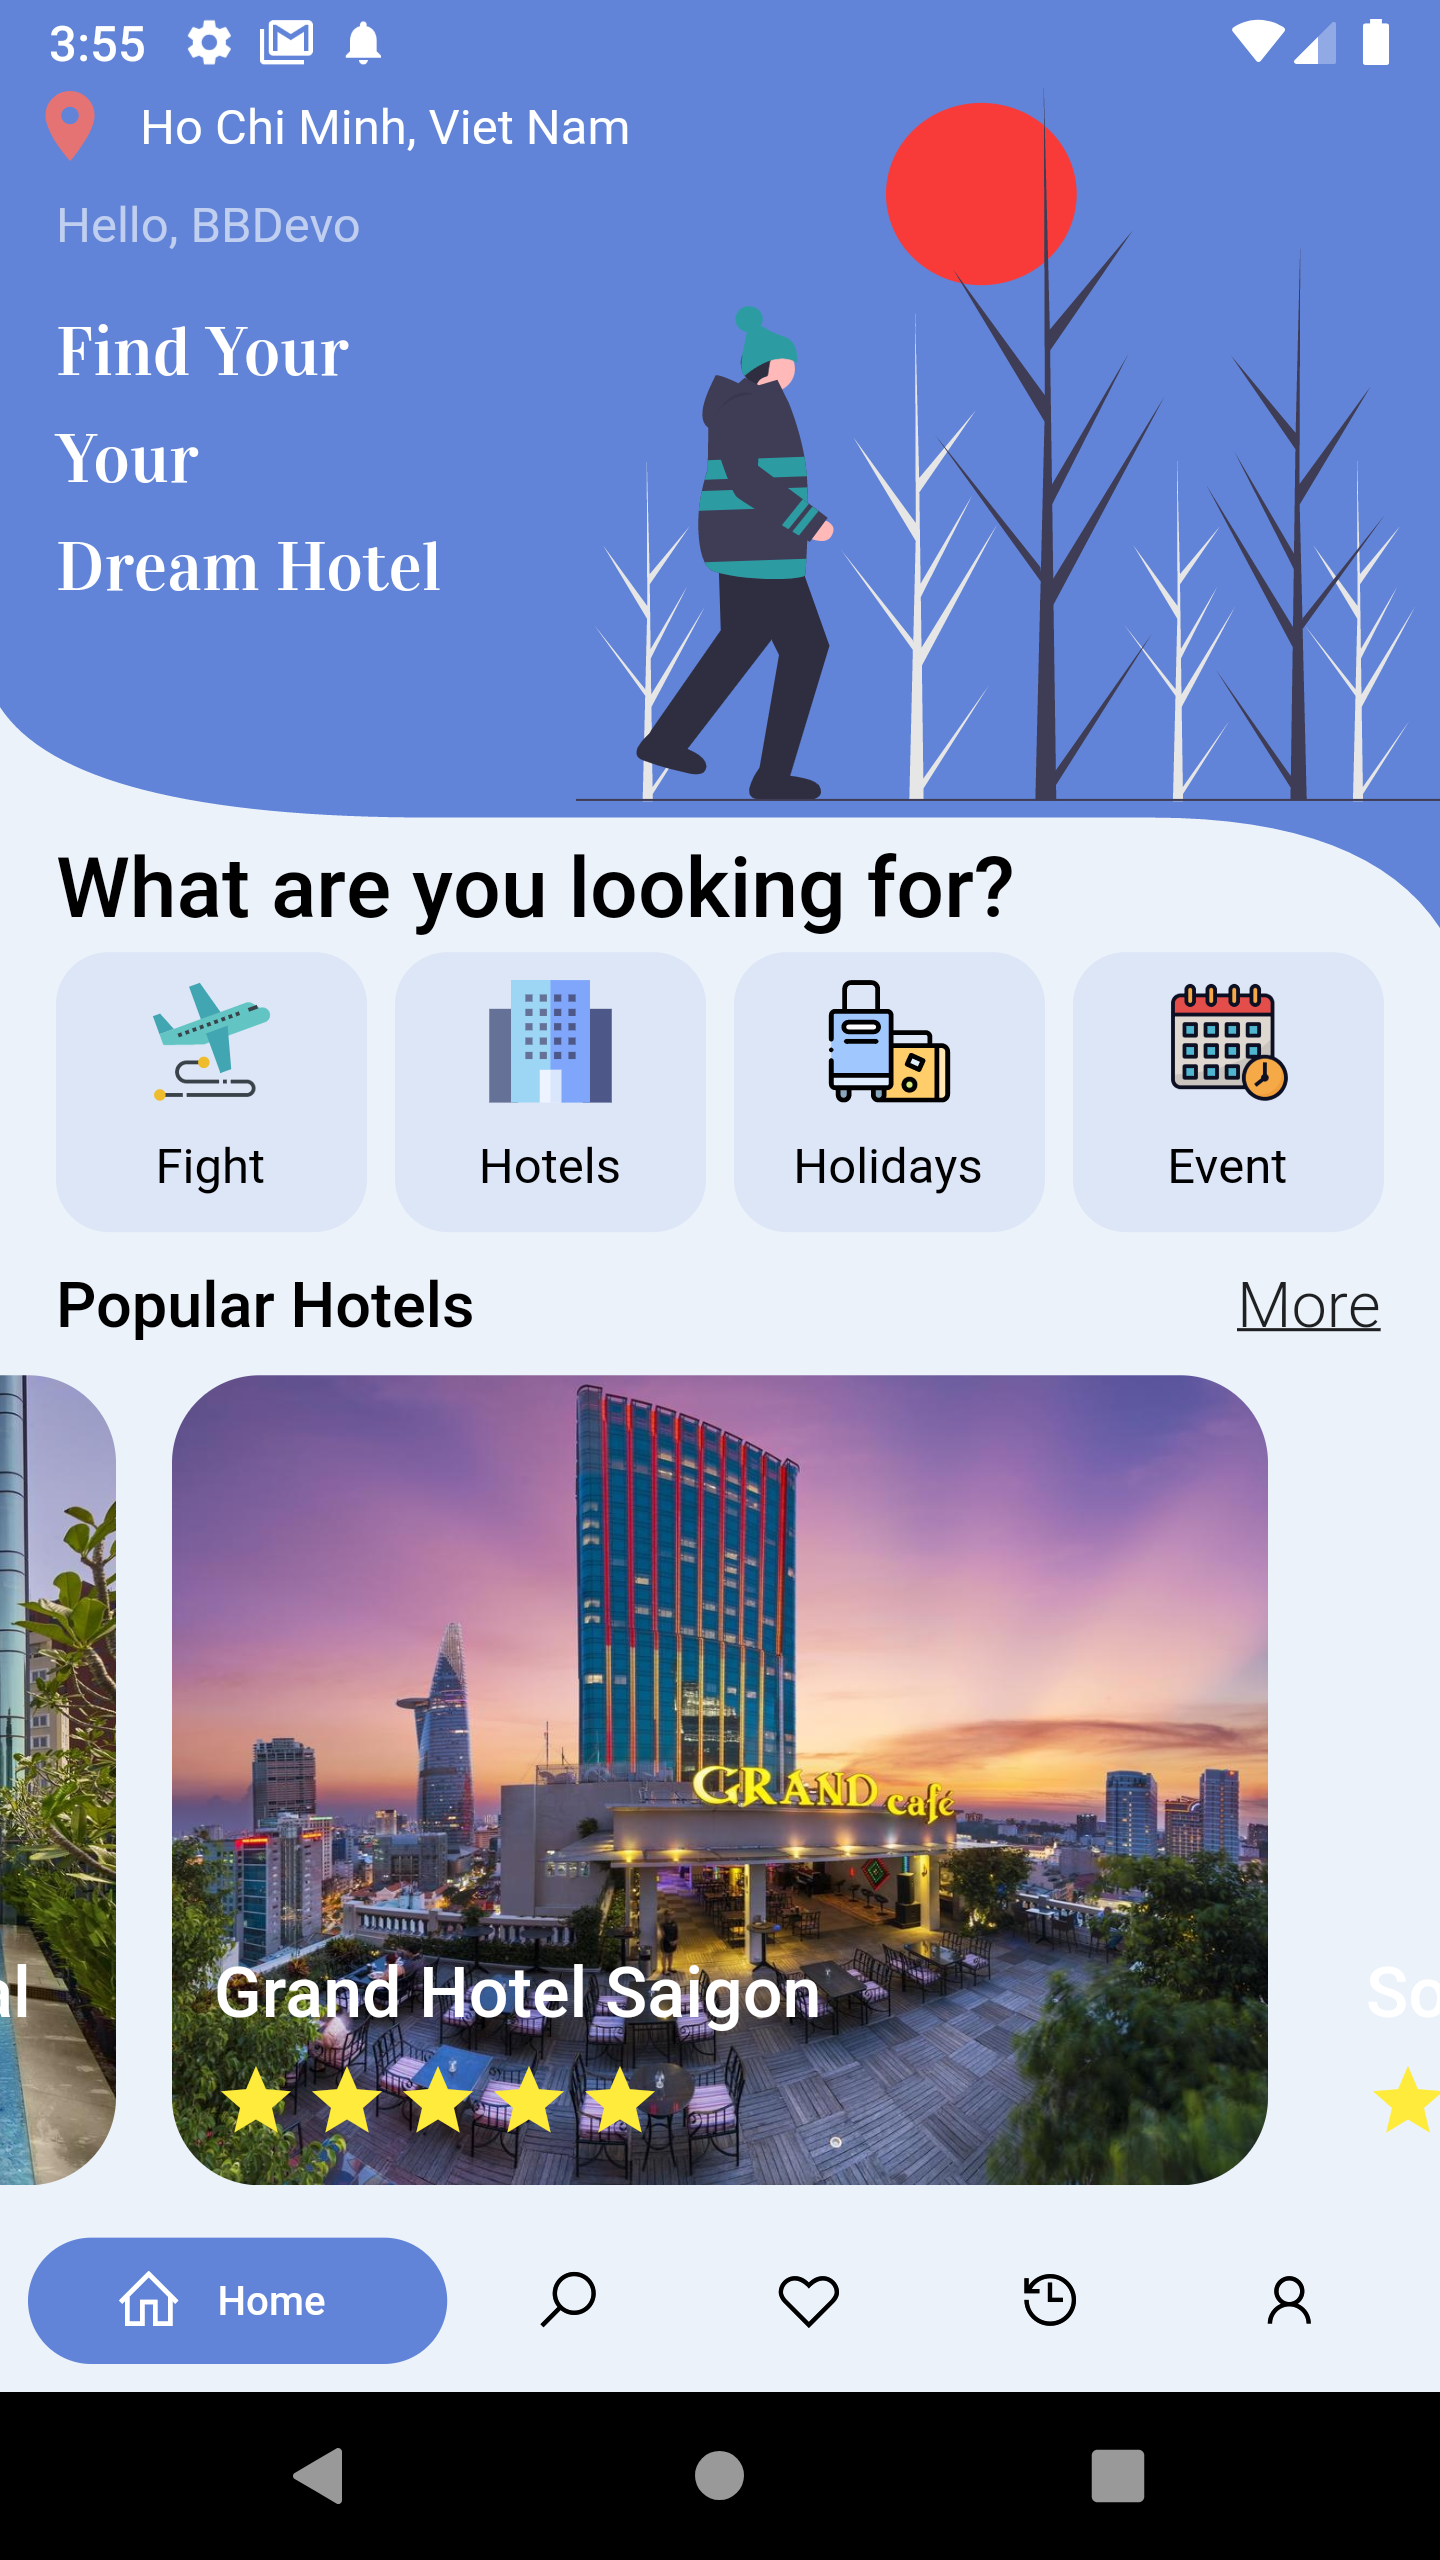 3:55
Ho Chi Minh, Viet Nam
Hello, BBDevo
Find Your
Your
Dream Hotel
What are you looking for?
Fight
Hotels
Holidays
Event
Popular Hotels
More
GRAND café
al
Grand Hotel Saigon
So
Home